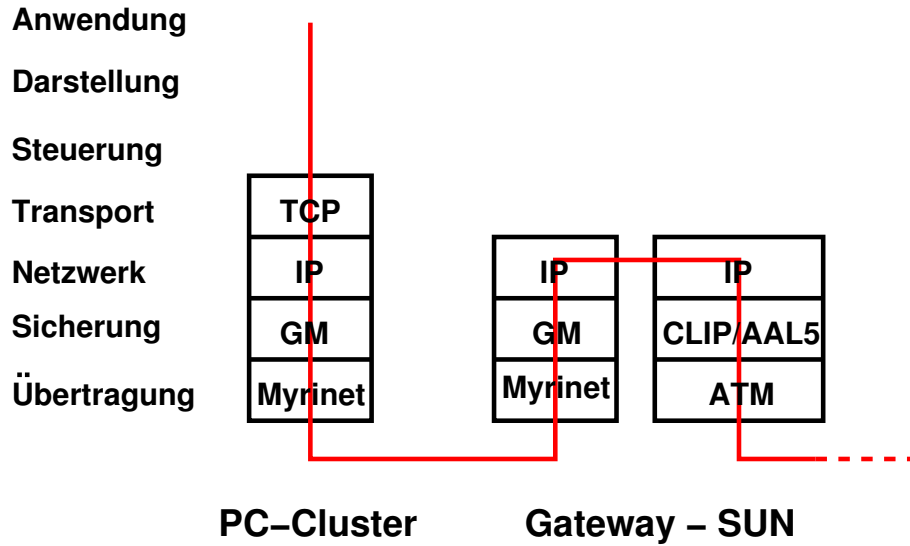 Anwendung
Darstellung
Steuerung
Transport TCP
Netzwerk IP IP IP
Sicherung GM GM CLIP/AAL5
Übertragung Myrinet Myrinet ATM
PC–Cluster Gateway – SUN